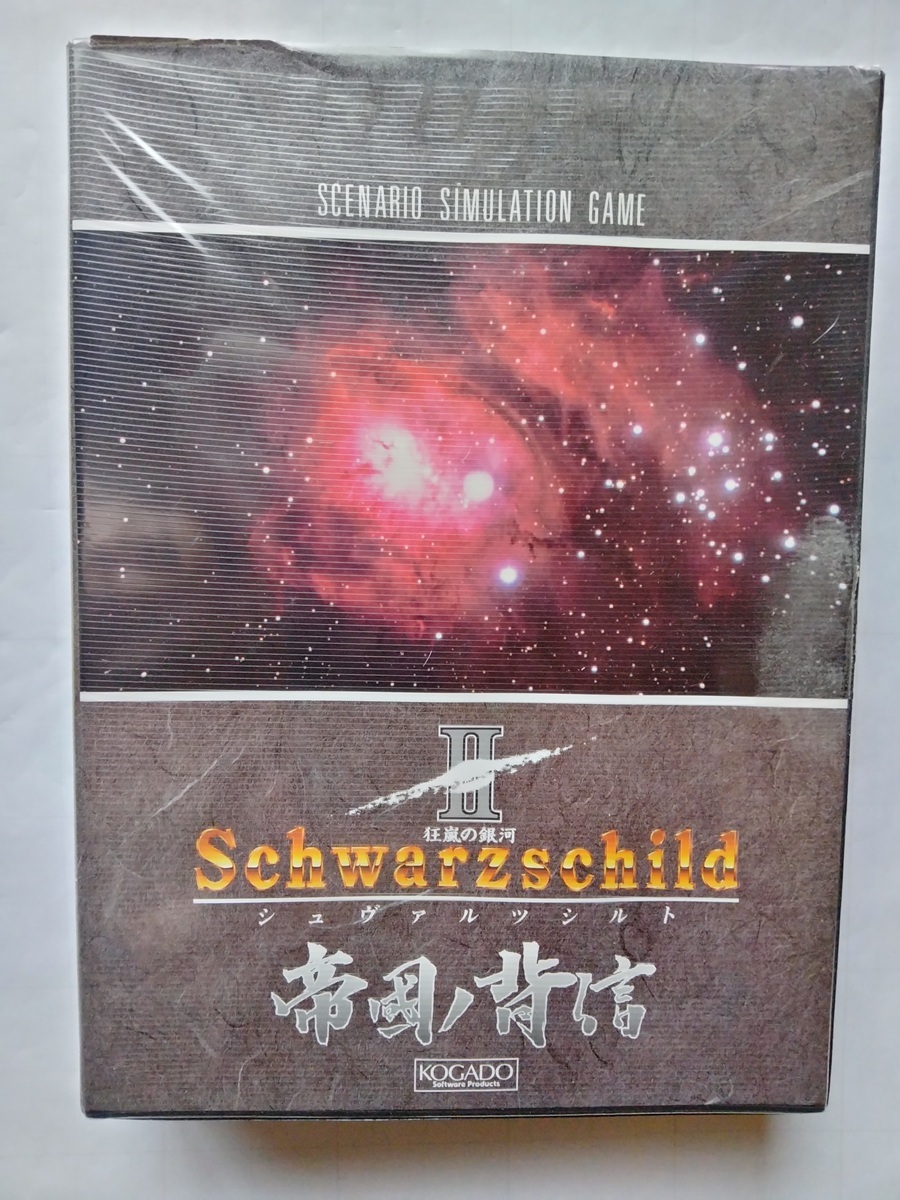 SCENARIO SIMULATION GAME
II
狂嵐の銀河
Schwarzschild
シュヴァルツシルト
帝國ノ背信
KOGADO
Software Products